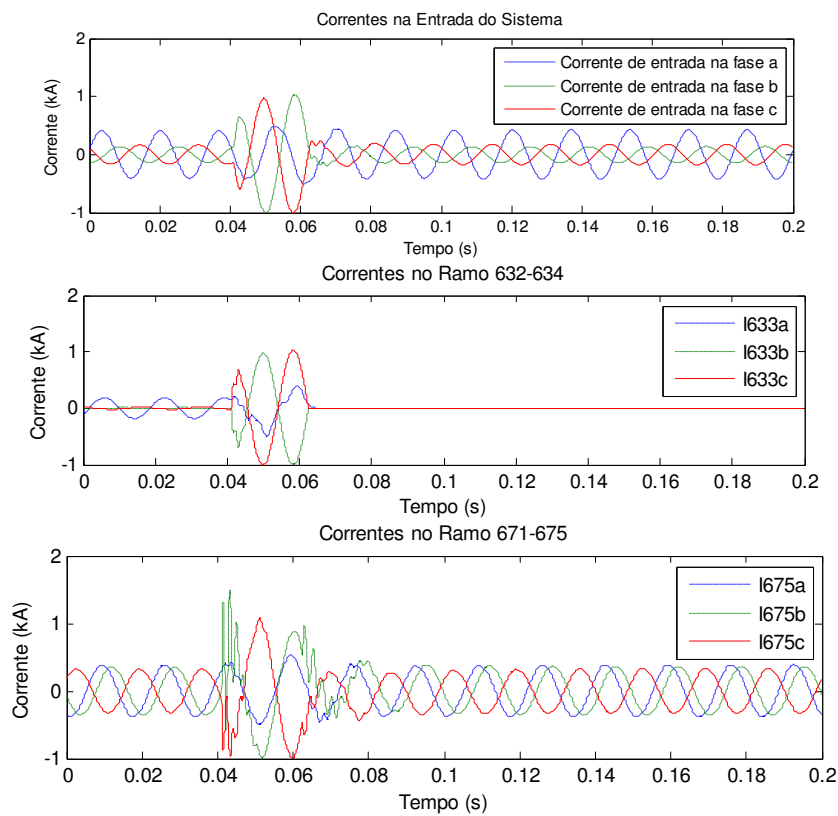 Correntes na Entrada do Sistema
Corrente (kA)
2
1
0
-1
Corrente de entrada na fase a
Corrente de entrada na fase b
Corrente de entrada na fase c
0 0.02 0.04 0.06 0.08 0.1 0.12 0.14 0.16 0.18 0.2
Tempo (s)
Correntes no Ramo 632-634
Corrente (kA)
2
1
0
-1
I633a
I633b
I633c
0 0.02 0.04 0.06 0.08 0.1 0.12 0.14 0.16 0.18 0.2
Tempo (s)
Correntes no Ramo 671-675
Corrente (kA)
2
1
0
-1
I675a
I675b
I675c
0 0.02 0.04 0.06 0.08 0.1 0.12 0.14 0.16 0.18 0.2
Tempo (s)